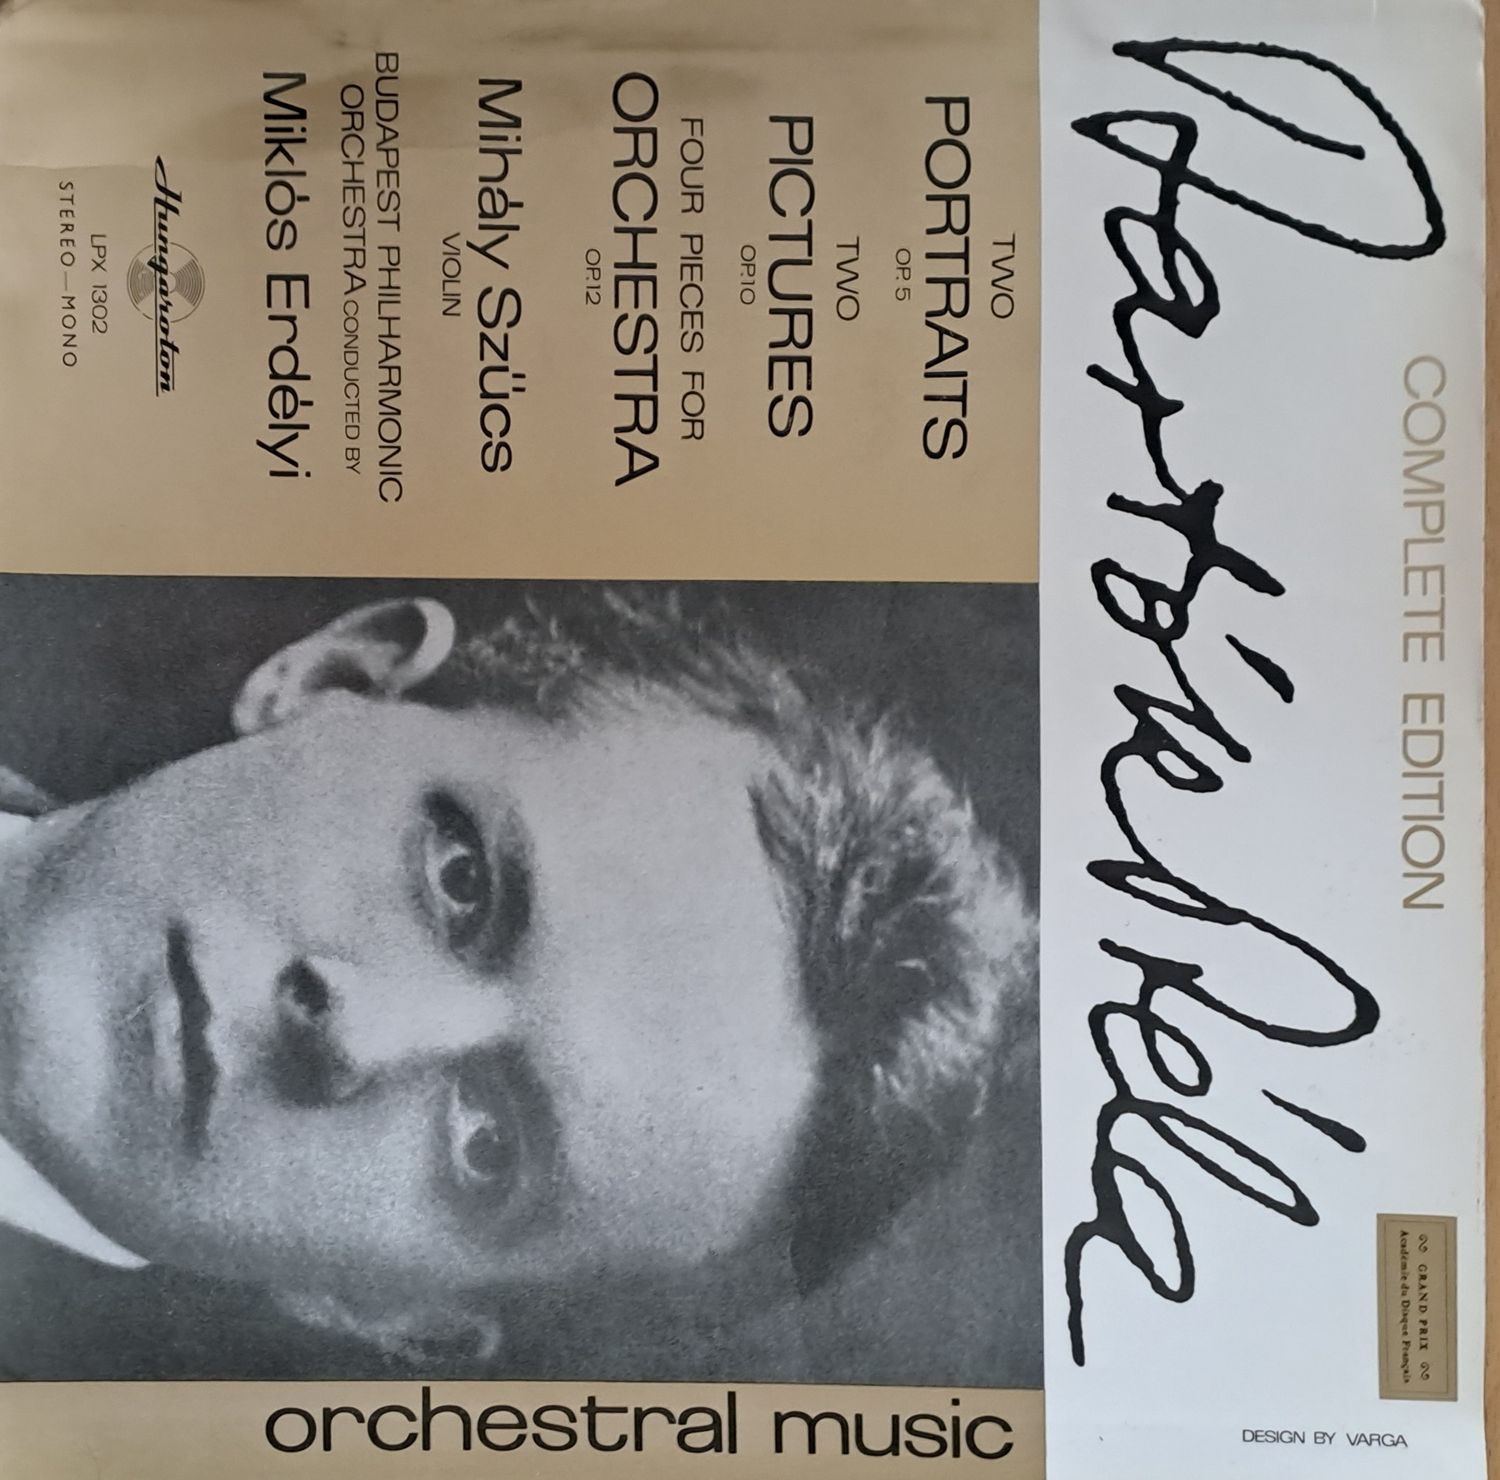 COMPLETE EDITION
GRAND PRIX
Académie du Disque Français
Bartók Béla
DESIGN BY VARGA
TWO
PORTRAITS
OP.5
TWO
PICTURES
OP.10
FOUR PIECES FOR
ORCHESTRA
OP.12
Mihály Szűcs
VIOLIN
BUDAPEST PHILHARMONIC
ORCHESTRA CONDUCTED BY
Miklós Erdélyi
Hungaroton
LPX 1302
STEREO–MONO
orchestral music